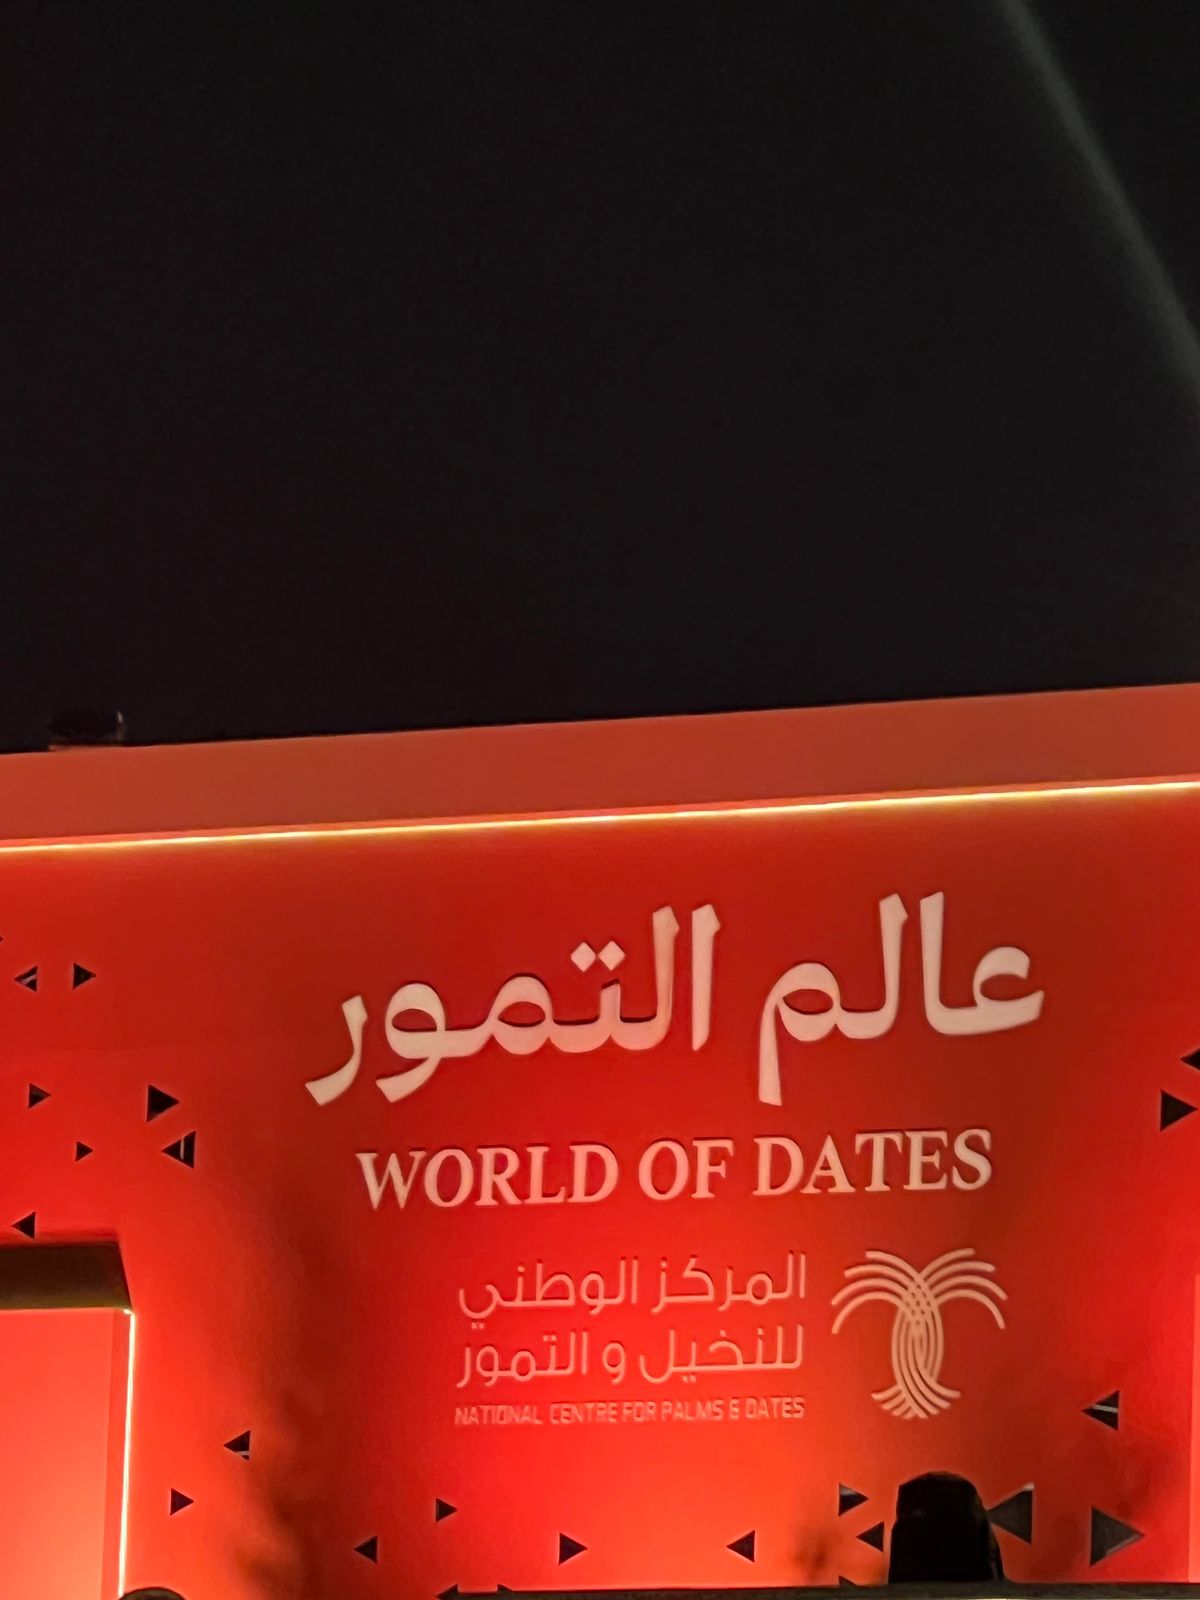 عالم التمور
WORLD OF DATES
المركز الوطني
للنخيل و التمور
NATIONAL CENTRE FOR PALMS & DATES